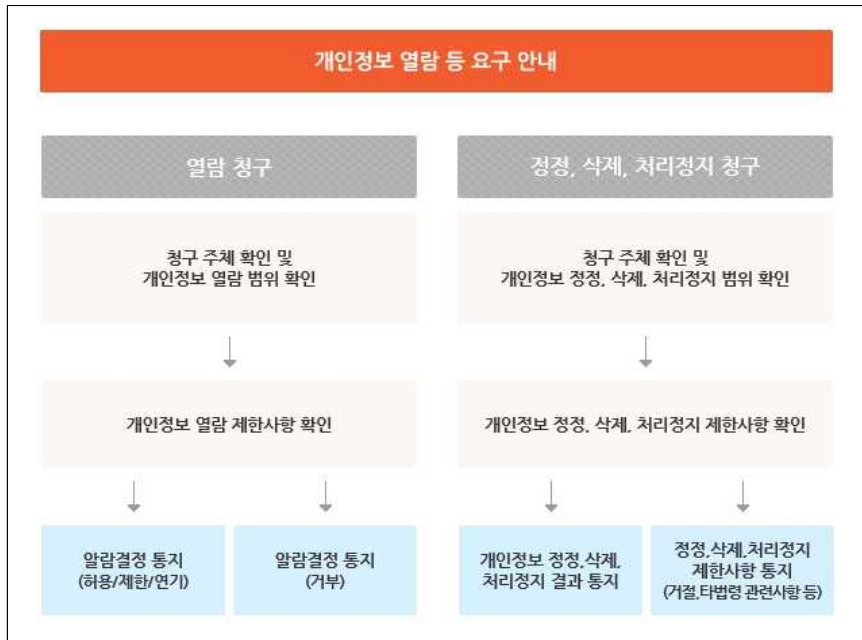 개인정보 열람 등 요구 안내
열람 청구
청구 주체 확인 및
개인정보 열람 범위 확인
개인정보 열람 제한사항 확인
알람결정 통지
(허용/제한/연기)
알람결정 통지
(거부)
정정, 삭제, 처리정지 청구
청구 주체 확인 및
개인정보 정정, 삭제, 처리정지 범위 확인
개인정보 정정, 삭제, 처리정지 제한사항 확인
개인정보 정정,삭제,
처리정지 결과 통지
정정,삭제,처리정지
제한사항 통지
(거절,타법령 관련사항 등)